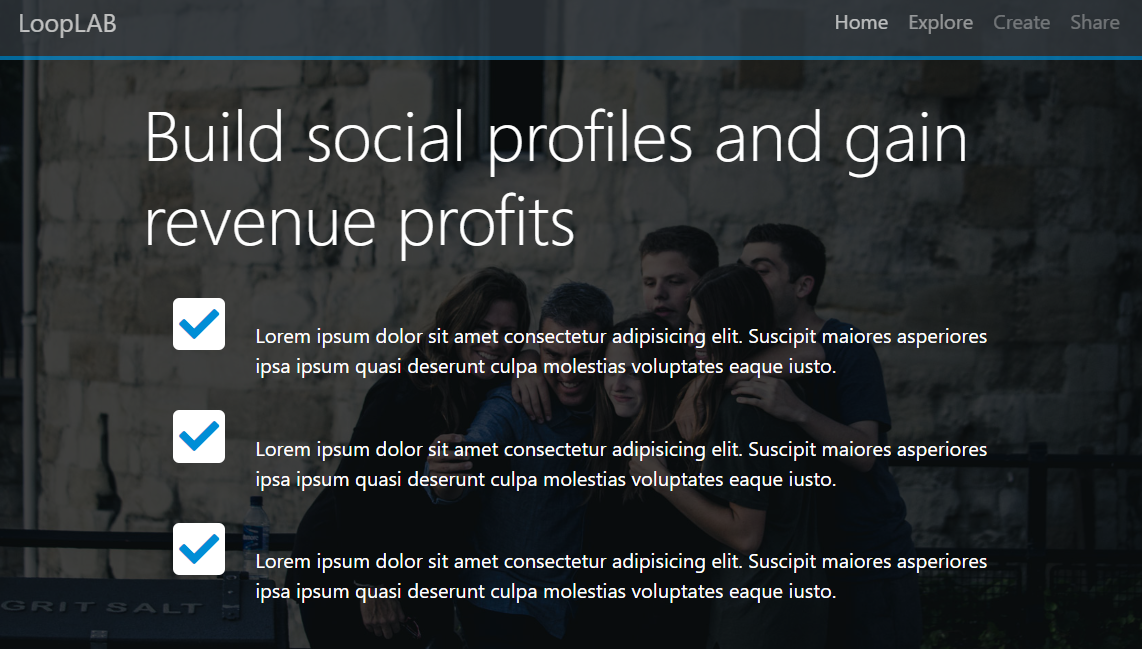 LoopLAB
Home Explore Create Share
Build social profiles and gain
revenue profits
Lorem ipsum dolor sit amet consectetur adipisicing elit. Suscipit maiores asperiores
ipsa ipsum quasi deserunt culpa molestias voluptates eaque iusto.
Lorem ipsum dolor sit amet consectetur adipisicing elit. Suscipit maiores asperiores
ipsa ipsum quasi deserunt culpa molestias voluptates eaque iusto.
Lorem ipsum dolor sit amet consectetur adipisicing elit. Suscipit maiores asperiores
ipsa ipsum quasi deserunt culpa molestias voluptates eaque iusto.
GRIT SALT